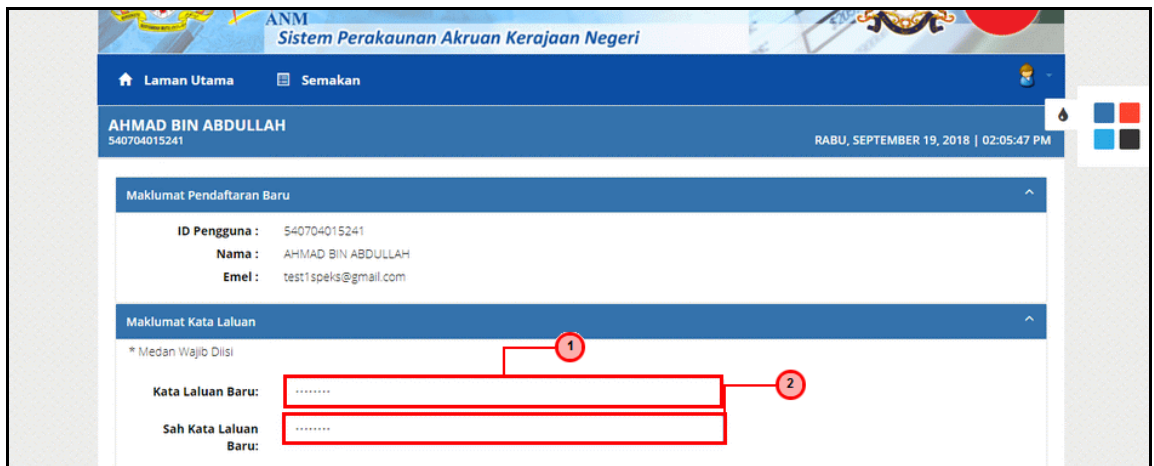 ANM
Sistem Perakaunan Akruan Kerajaan Negeri
Laman Utama Semakan
AHMAD BIN ABDULLAH
540704015241
RABU, SEPTEMBER 19, 2018 | 02:05:47 PM
Maklumat Pendaftaran Baru
ID Pengguna : 540704015241
Nama : AHMAD BIN ABDULLAH
Emel : test1speks@gmail.com
Maklumat Kata Laluan
* Medan Wajib Diisi
1
Kata Laluan Baru: ........
2
Sah Kata Laluan
Baru: ........